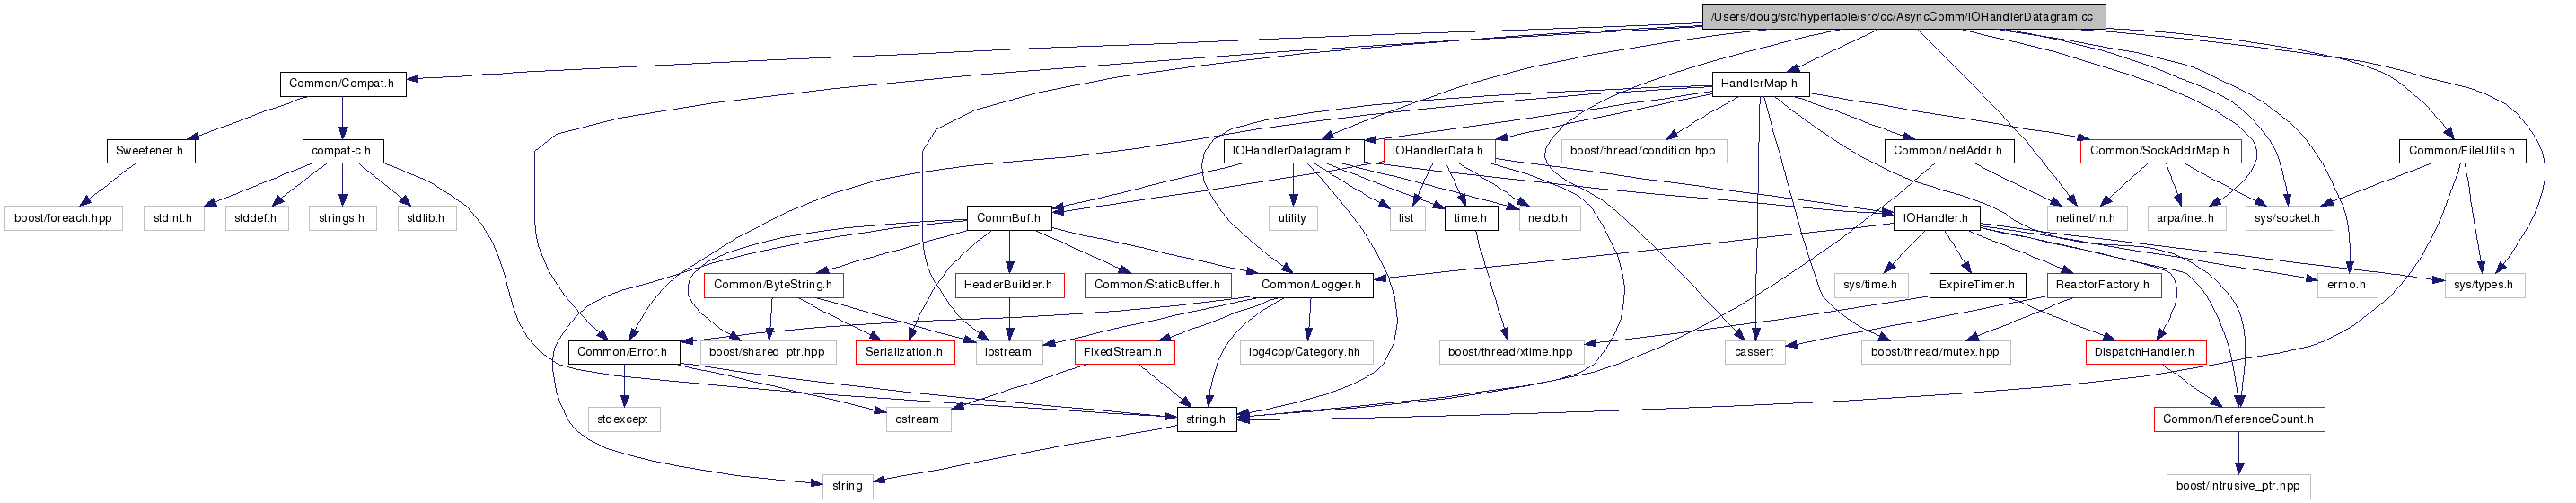 /Users/doug/src/hypertable/src/cc/AsyncComm/IOHandlerDatagram.cc
Common/Compat.h
HandlerMap.h
Sweetener.h
compat-c.h
IOHandlerDatagram.h
IOHandlerData.h
boost/thread/condition.hpp
Common/InetAddr.h
Common/SockAddrMap.h
Common/FileUtils.h
boost/foreach.hpp
stdint.h
stddef.h
strings.h
stdlib.h
CommBuf.h
utility
list
time.h
netdb.h
IOHandler.h
netinet/in.h
arpa/inet.h
sys/socket.h
Common/ByteString.h
HeaderBuilder.h
Common/StaticBuffer.h
Common/Logger.h
sys/time.h
ExpireTimer.h
ReactorFactory.h
errno.h
sys/types.h
Common/Error.h
boost/shared_ptr.hpp
Serialization.h
iostream
FixedStream.h
log4cpp/Category.hh
boost/thread/xtime.hpp
cassert
boost/thread/mutex.hpp
DispatchHandler.h
stdexcept
ostream
string.h
Common/ReferenceCount.h
string
boost/intrusive_ptr.hpp